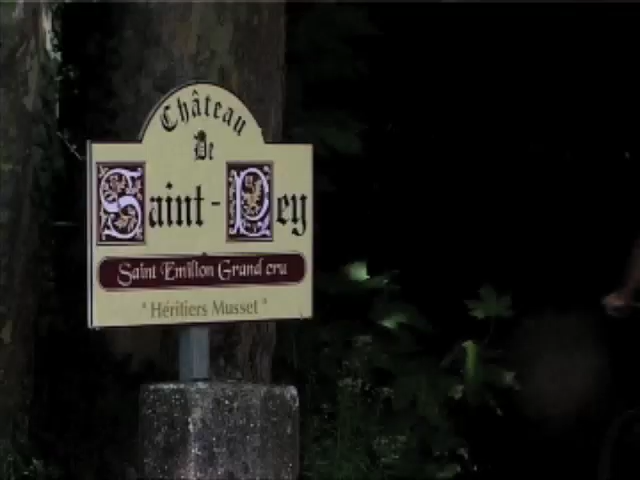 Château
De
Saint-Pey
Saint Emilion Grand cru
" Héritiers Musset "